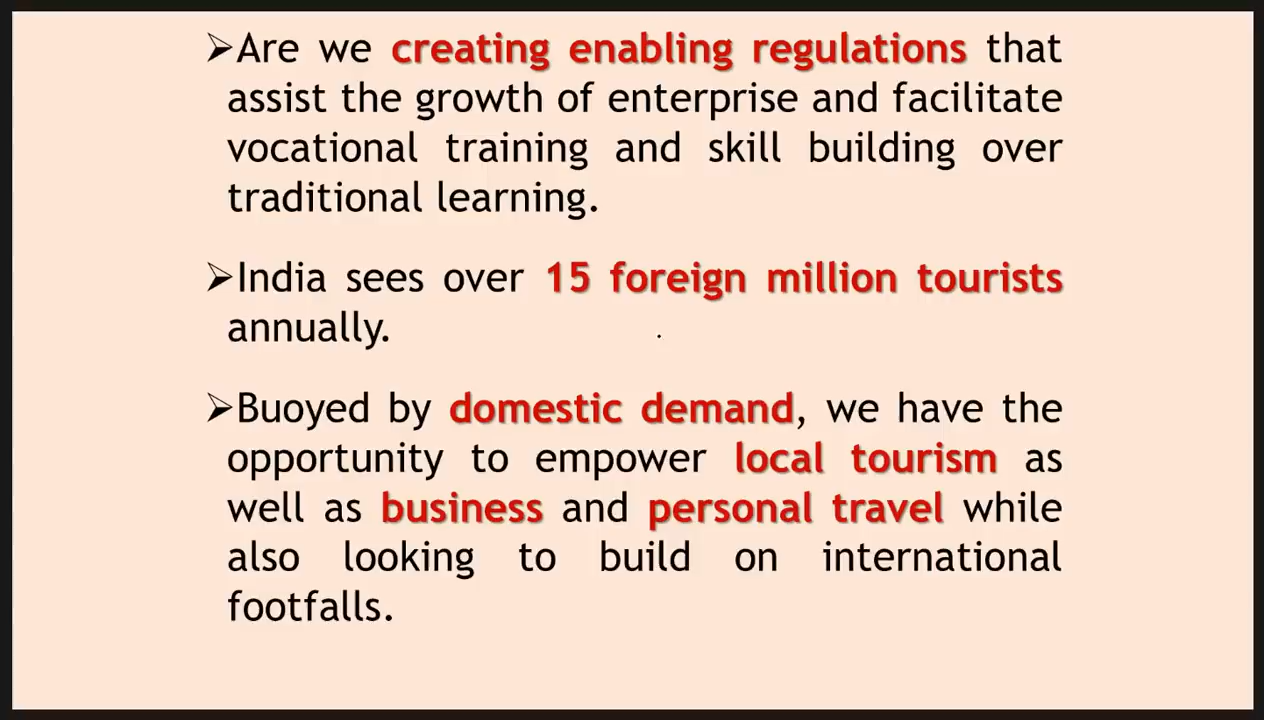 ➢Are we creating enabling regulations that
assist the growth of enterprise and facilitate
vocational training and skill building over
traditional learning.
➢India sees over 15 foreign million tourists
annually.
➢Buoyed by domestic demand, we have the
opportunity to empower local tourism as
well as business and personal travel while
also looking to build on international
footfalls.